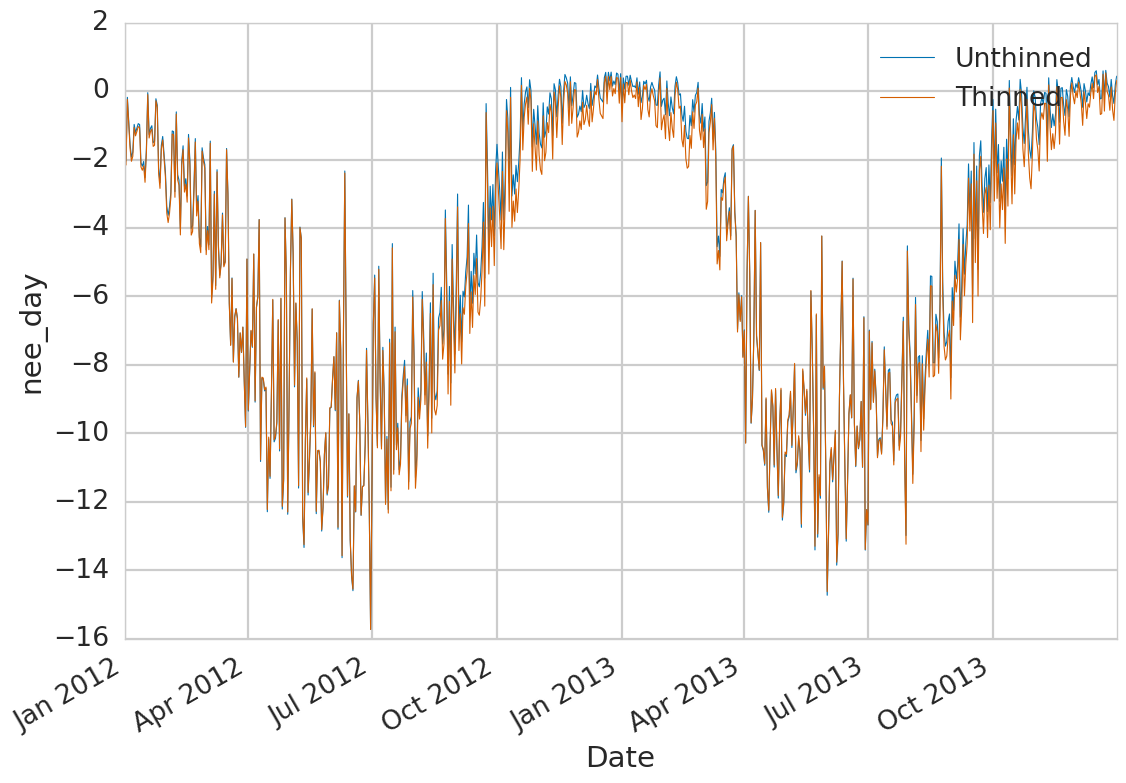 2
0
−2
−4
−6
−8
−10
−12
−14
−16
nee_day
Unthinned
Thinned
Jan 2012
Apr 2012
Jul 2012
Oct 2012
Jan 2013
Apr 2013
Jul 2013
Oct 2013
Date